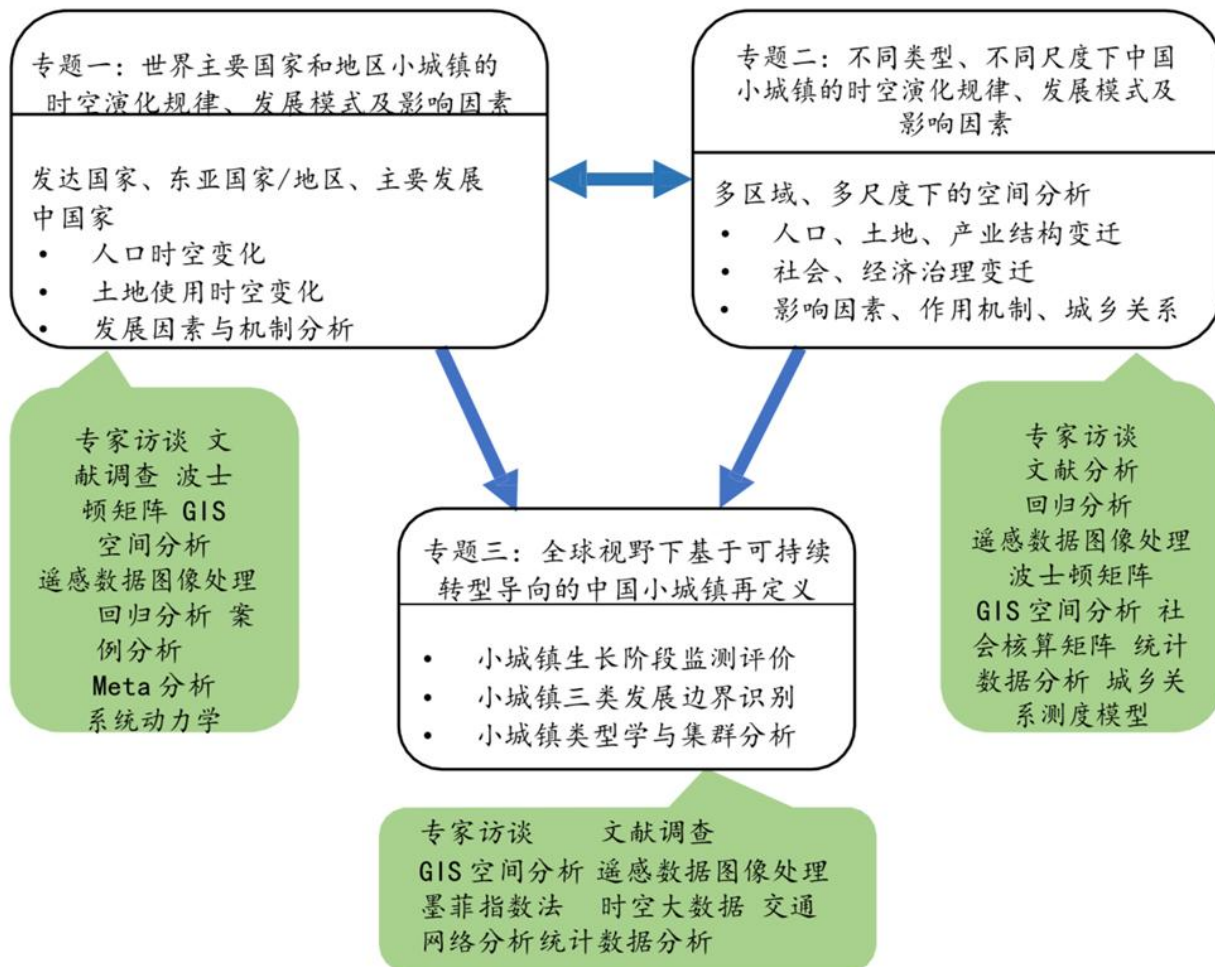 专题一：世界主要国家和地区小城镇的
时空演化规律、发展模式及影响因素
发达国家、东亚国家/地区、主要发展
中国家
• 人口时空变化
• 土地使用时空变化
• 发展因素与机制分析
专题二：不同类型、不同尺度下中国
小城镇的时空演化规律、发展模式及
影响因素
多区域、多尺度下的空间分析
• 人口、土地、产业结构变迁
• 社会、经济治理变迁
• 影响因素、作用机制、城乡关系
专家访谈 文
献调查 波士
顿矩阵 GIS
空间分析
遥感数据图像处理
回归分析 案
例分析
Meta 分析
系统动力学
专家访谈
文献分析
回归分析
遥感数据图像处理
波士顿矩阵
GIS 空间分析 社
会核算矩阵 统计
数据分析 城乡关
系测度模型
专题三：全球视野下基于可持续
转型导向的中国小城镇再定义
• 小城镇生长阶段监测评价
• 小城镇三类发展边界识别
• 小城镇类型学与集群分析
专家访谈 文献调查
GIS 空间分析 遥感数据图像处理
墨菲指数法 时空大数据 交通
网络分析统计数据分析